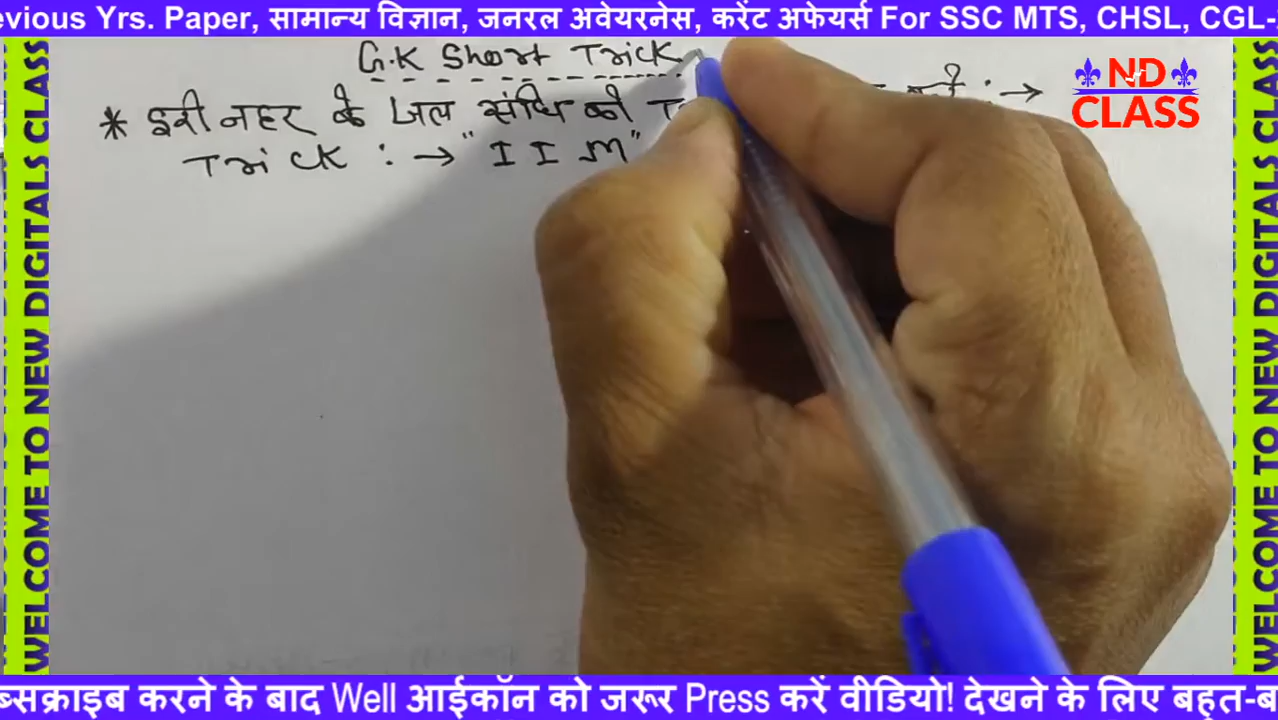 evious Yrs. Paper, सामान्य विज्ञान, जनरल अवेयरनेस, करेंट अफेयर्स For SSC MTS, CHSL, CGL-
G.K Short Trick
* इरी नहर के जल संधि को
Trick : → "I I M"
ND
CLASS
WELCOME TO NEW DIGITALS CLASS
WELCOME TO NEW DIGITALS CLASS
ब्सक्राइब करने के बाद Well आईकॉन को जरूर Press करें वीडियो! देखने के लिए बहुत-ब